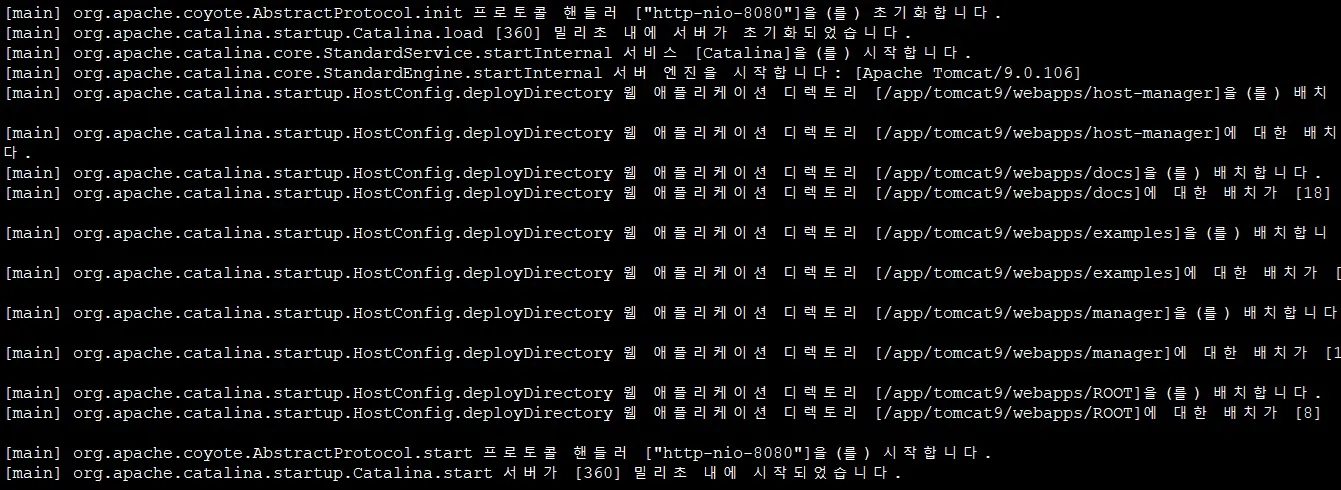 [main] org.apache.coyote.AbstractProtocol.init 프로토콜 핸들러 ["http-nio-8080"]을(를) 초기화합니다.
[main] org.apache.catalina.startup.Catalina.load [360] 밀리초 내에 서버가 초기화되었습니다.
[main] org.apache.catalina.core.StandardService.startInternal 서비스 [Catalina]을(를) 시작합니다.
[main] org.apache.catalina.core.StandardEngine.startInternal 서버 엔진을 시작합니다: [Apache Tomcat/9.0.106]
[main] org.apache.catalina.startup.HostConfig.deployDirectory 웹 애플리케이션 디렉토리 [/app/tomcat9/webapps/host-manager]을(를) 배치
[main] org.apache.catalina.startup.HostConfig.deployDirectory 웹 애플리케이션 디렉토리 [/app/tomcat9/webapps/host-manager]에 대한 배치
다.
[main] org.apache.catalina.startup.HostConfig.deployDirectory 웹 애플리케이션 디렉토리 [/app/tomcat9/webapps/docs]을(를) 배치합니다.
[main] org.apache.catalina.startup.HostConfig.deployDirectory 웹 애플리케이션 디렉토리 [/app/tomcat9/webapps/docs]에 대한 배치가 [18]
[main] org.apache.catalina.startup.HostConfig.deployDirectory 웹 애플리케이션 디렉토리 [/app/tomcat9/webapps/examples]을(를) 배치합니
[main] org.apache.catalina.startup.HostConfig.deployDirectory 웹 애플리케이션 디렉토리 [/app/tomcat9/webapps/examples]에 대한 배치가 [
[main] org.apache.catalina.startup.HostConfig.deployDirectory 웹 애플리케이션 디렉토리 [/app/tomcat9/webapps/manager]을(를) 배치합니다
[main] org.apache.catalina.startup.HostConfig.deployDirectory 웹 애플리케이션 디렉토리 [/app/tomcat9/webapps/manager]에 대한 배치가 [1
[main] org.apache.catalina.startup.HostConfig.deployDirectory 웹 애플리케이션 디렉토리 [/app/tomcat9/webapps/ROOT]을(를) 배치합니다.
[main] org.apache.catalina.startup.HostConfig.deployDirectory 웹 애플리케이션 디렉토리 [/app/tomcat9/webapps/ROOT]에 대한 배치가 [8]
[main] org.apache.coyote.AbstractProtocol.start 프로토콜 핸들러 ["http-nio-8080"]을(를) 시작합니다.
[main] org.apache.catalina.startup.Catalina.start 서버가 [360] 밀리초 내에 시작되었습니다.